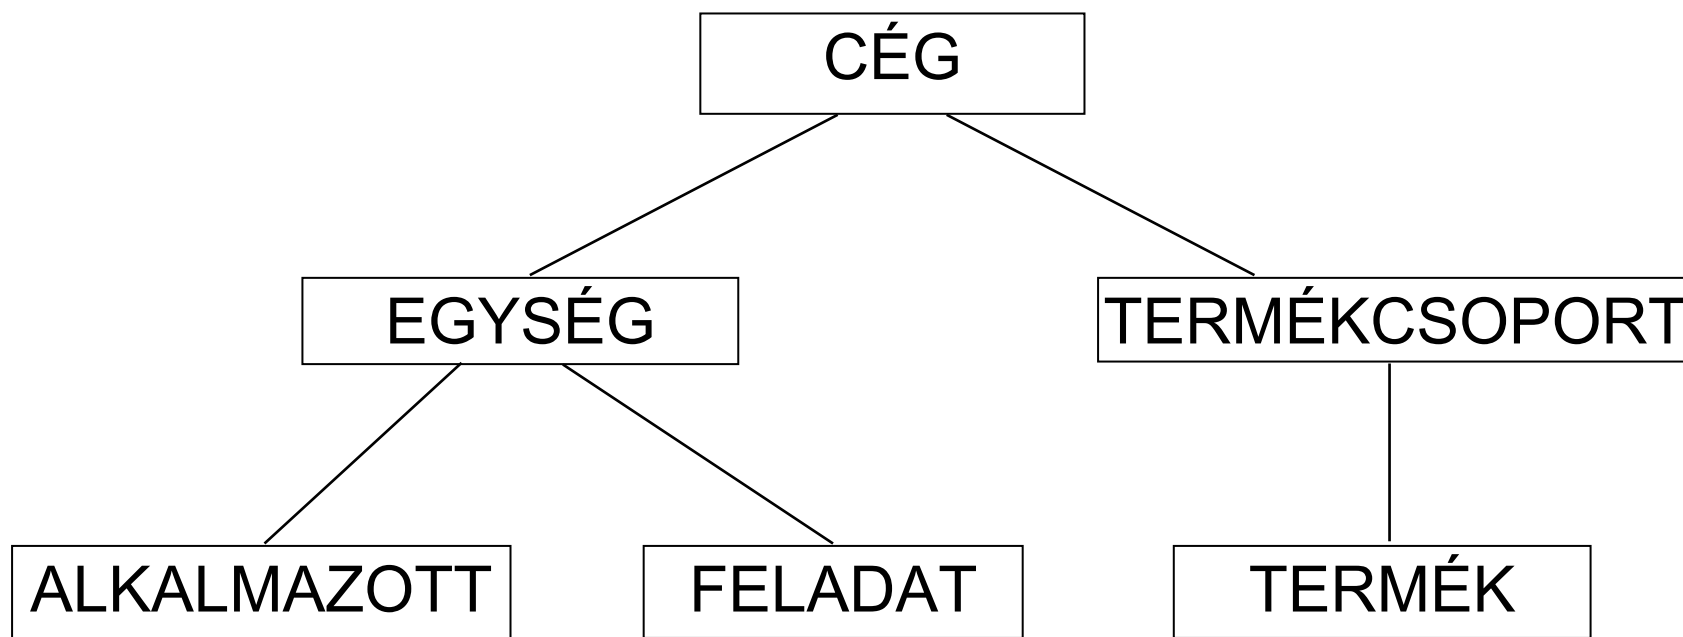 CÉG
EGYSÉG
TERMÉKCSOPORT
ALKALMAZOTT
FELADAT
TERMÉK